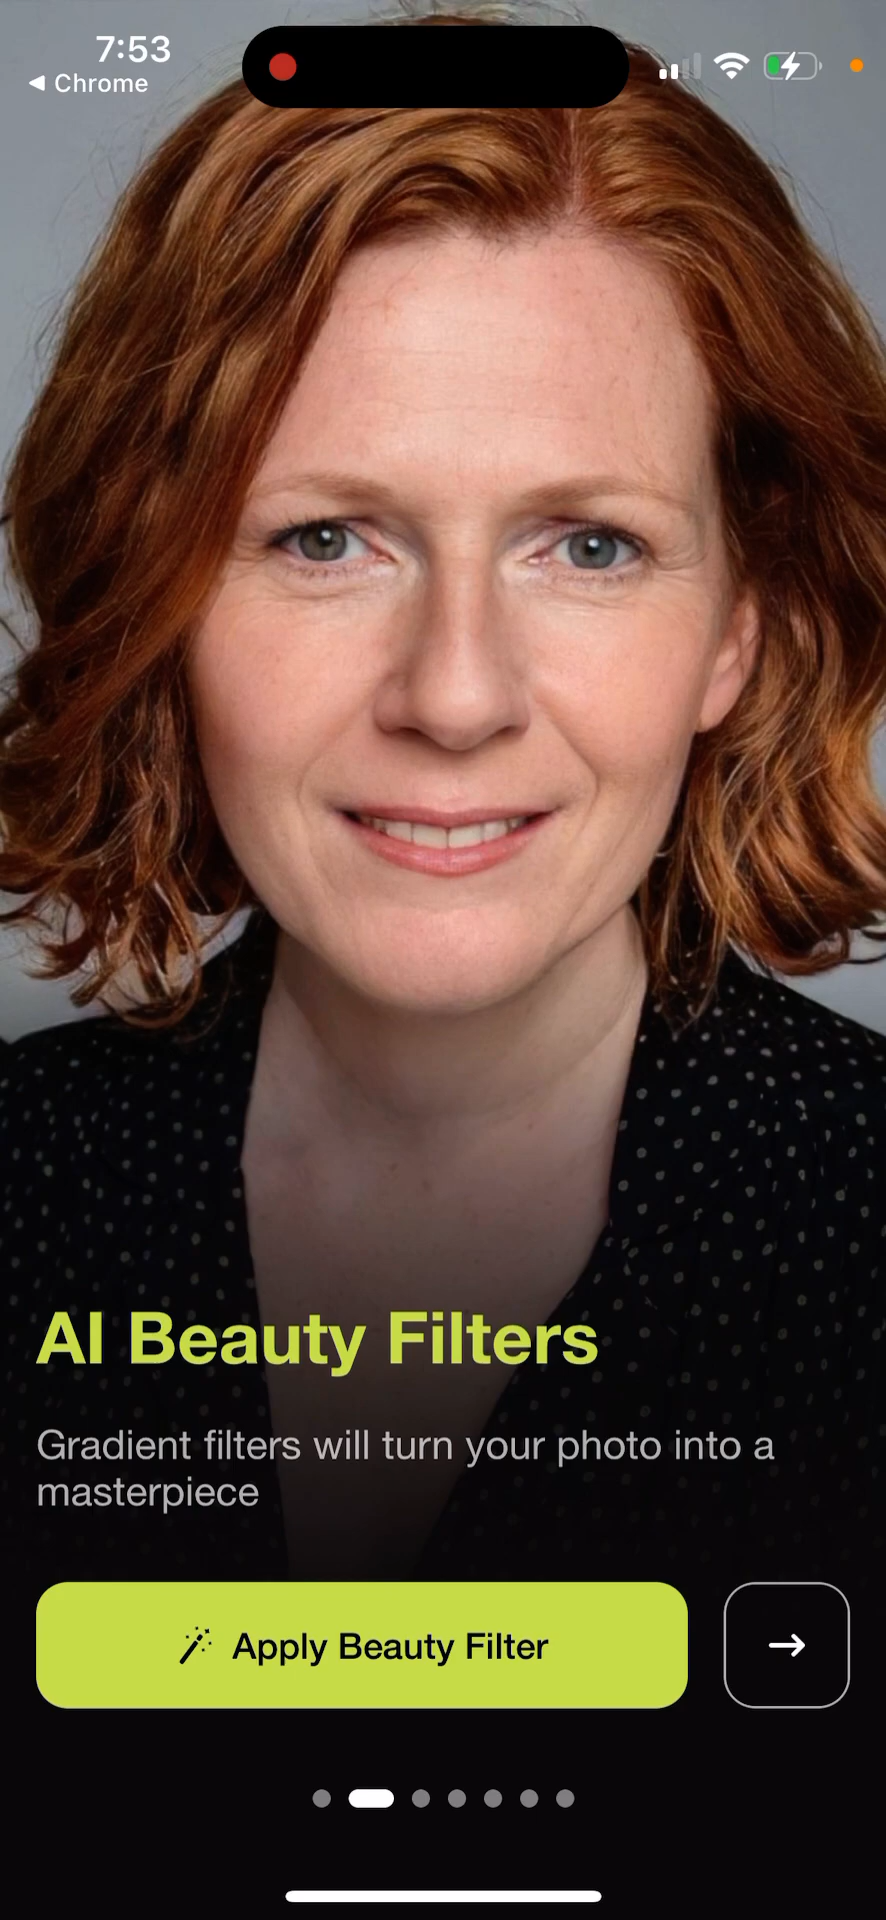 7:53
Chrome
AI Beauty Filters
Gradient filters will turn your photo into a
masterpiece
Apply Beauty Filter